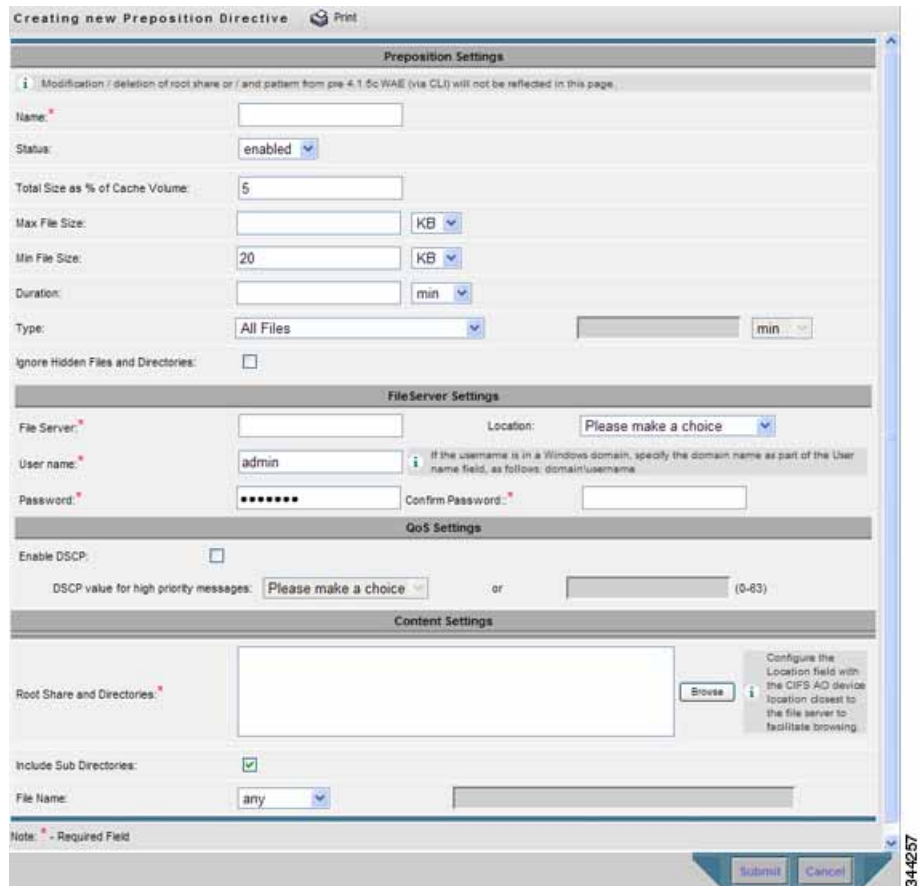 Creating new Preposition Directive Print
Preposition Settings
i Modification / deletion of root share or / and pattern from pre 4.1.5c WAE (via CLI) will not be reflected in this page.
Name:*
Status: enabled
Total Size as % of Cache Volume: 5
Max File Size: KB
Min File Size: 20 KB
Duration: min
Type: All Files min
Ignore Hidden Files and Directories:
FileServer Settings
File Server:* Location: Please make a choice
User name:* admin i If the username is in a Windows domain, specify the domain name as part of the User
name field, as follows: domain\username
Password:* ••••••• Confirm Password::*
QoS Settings
Enable DSCP:
DSCP value for high priority messages: Please make a choice or (0-63)
Content Settings
Root Share and Directories:* Browse i
Configure the
Location field with
the CIFS AO device
location closest to
the file server to
facilitate browsing.
Include Sub Directories:
File Name: any
Note: * - Required Field
Submit Cancel
344257